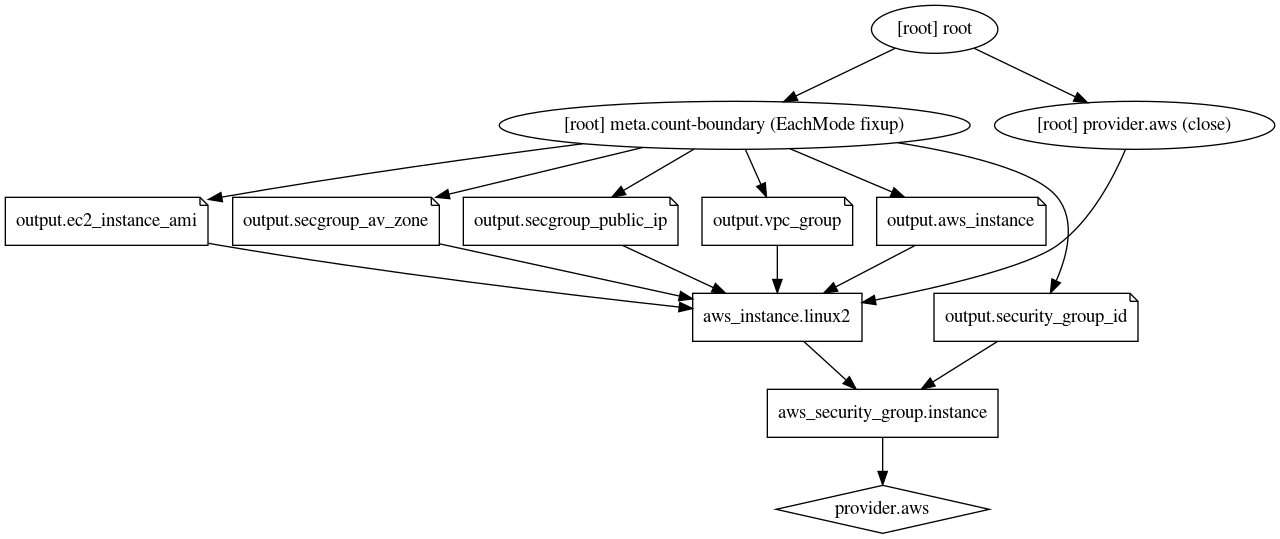 [root] root
[root] meta.count-boundary (EachMode fixup)
[root] provider.aws (close)
output.ec2_instance_ami
output.secgroup_av_zone
output.secgroup_public_ip
output.vpc_group
output.aws_instance
aws_instance.linux2
output.security_group_id
aws_security_group.instance
provider.aws